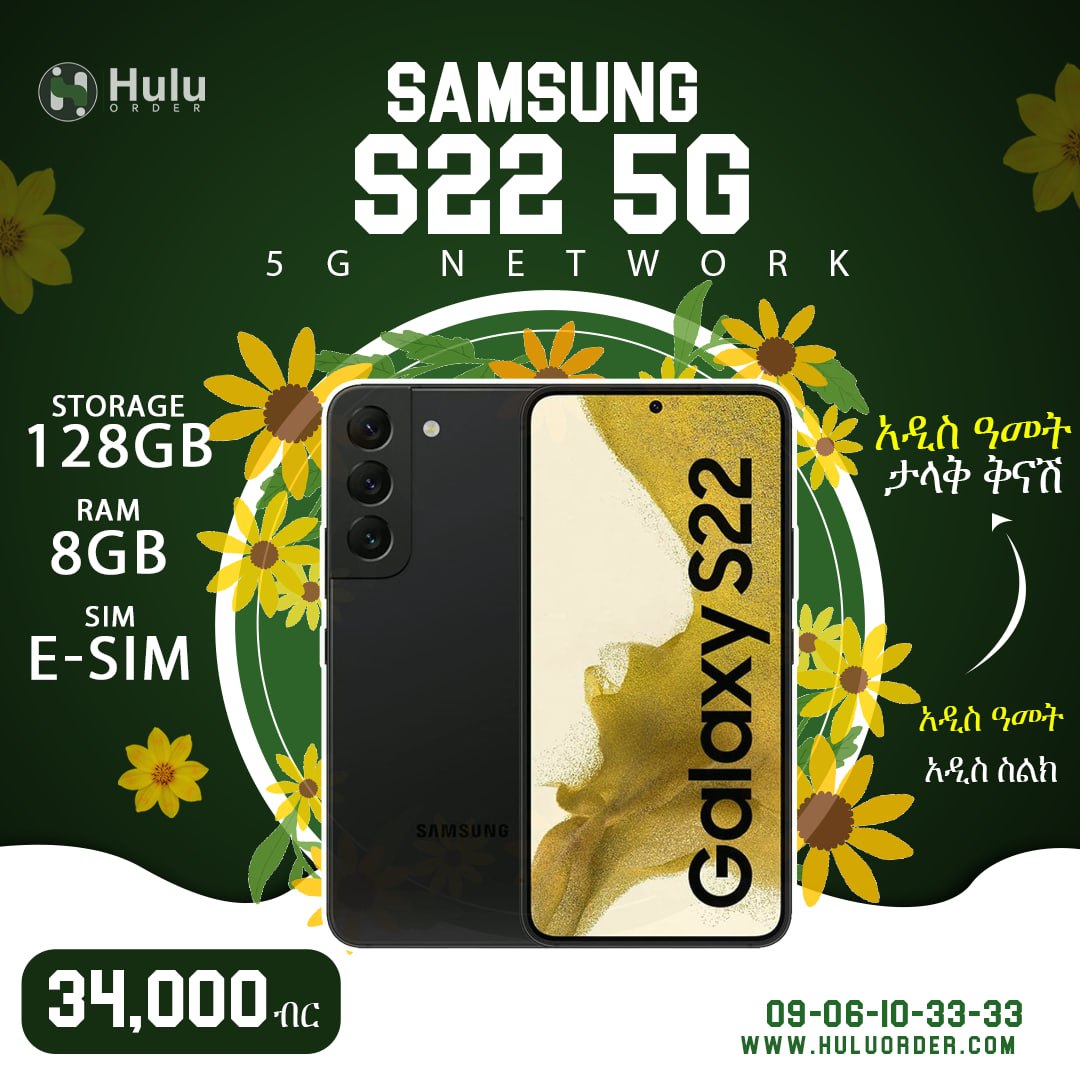 Hulu
ORDER
SAMSUNG
S22 5G
5G NETWORK
STORAGE
128GB
RAM
8GB
SIM
E-SIM
SAMSUNG
Galaxy S22
አዲስ ዓመት
ታላቅ ቅናሽ
አዲስ ዓመት
አዲስ ስልክ
34,000 ብር
09-06-10-33-33
WWW.HULUORDER.COM